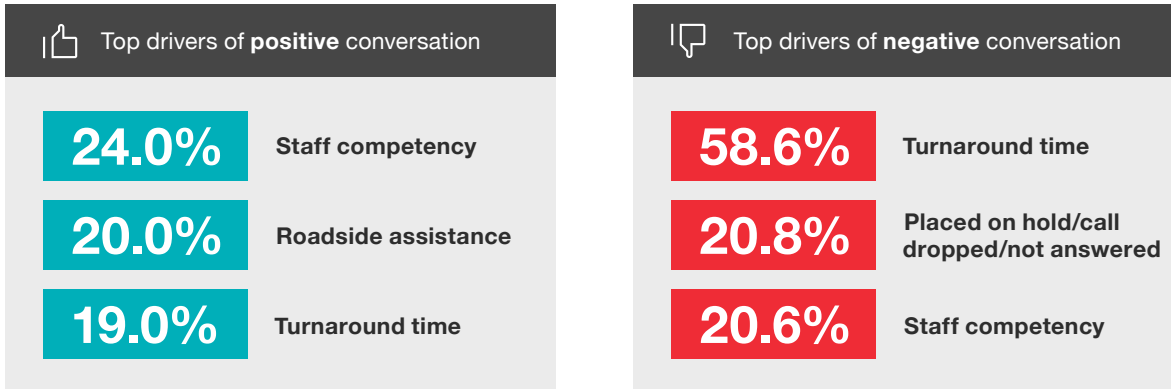 Top drivers of positive conversation
24.0%
Staff competency
20.0%
Roadside assistance
19.0%
Turnaround time
Top drivers of negative conversation
58.6%
Turnaround time
20.8%
Placed on hold/call
dropped/not answered
20.6%
Staff competency